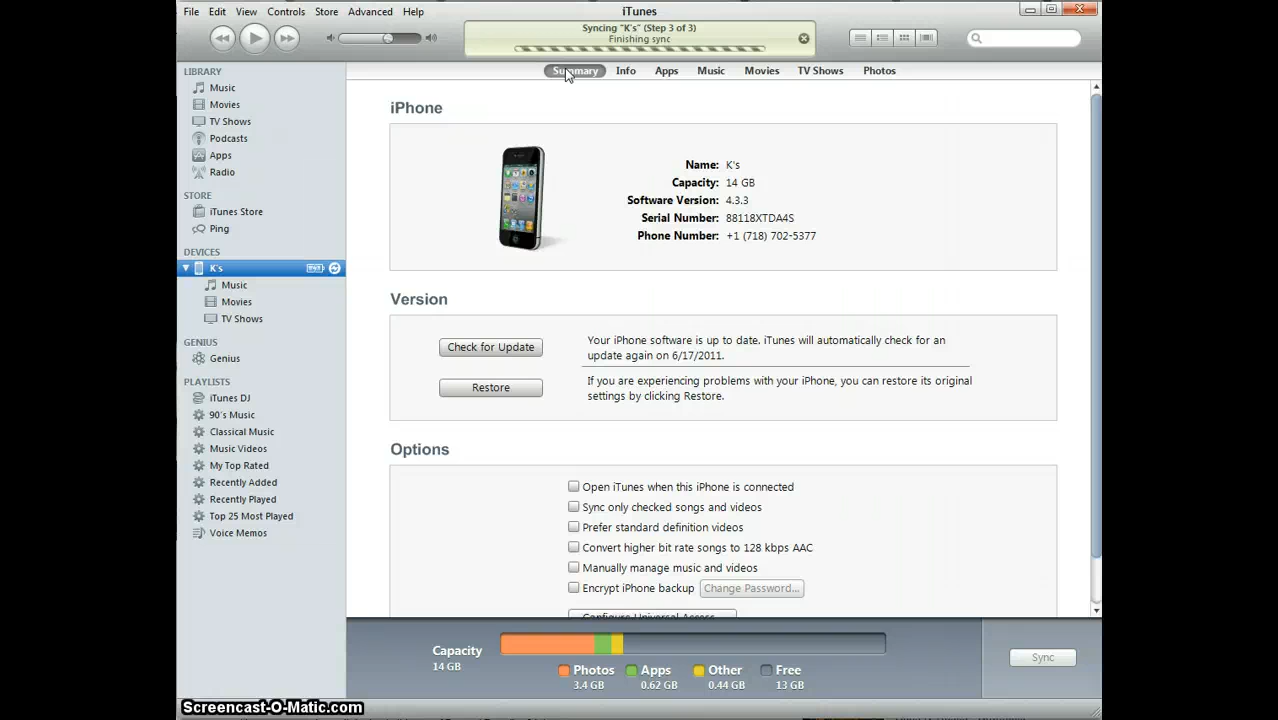 File Edit View Controls Store Advanced Help
iTunes
Syncing "K's" (Step 3 of 3)
Finishing sync
Summary Info Apps Music Movies TV Shows Photos
LIBRARY
Music
Movies
TV Shows
Podcasts
Apps
Radio
STORE
iTunes Store
Ping
DEVICES
K's
Music
Movies
TV Shows
GENIUS
Genius
PLAYLISTS
iTunes DJ
90's Music
Classical Music
Music Videos
My Top Rated
Recently Added
Recently Played
Top 25 Most Played
Voice Memos
iPhone
Name: K's
Capacity: 14 GB
Software Version: 4.3.3
Serial Number: 88118XTDA4S
Phone Number: +1 (718) 702-5377
Version
Check for Update
Your iPhone software is up to date. iTunes will automatically check for an
update again on 6/17/2011.
Restore
If you are experiencing problems with your iPhone, you can restore its original
settings by clicking Restore.
Options
Open iTunes when this iPhone is connected
Sync only checked songs and videos
Prefer standard definition videos
Convert higher bit rate songs to 128 kbps AAC
Manually manage music and videos
Encrypt iPhone backup Change Password...
Configure Universal Access...
Capacity
14 GB
Photos
3.4 GB
Apps
0.62 GB
Other
0.44 GB
Free
13 GB
Sync
Screencast-O-Matic.com